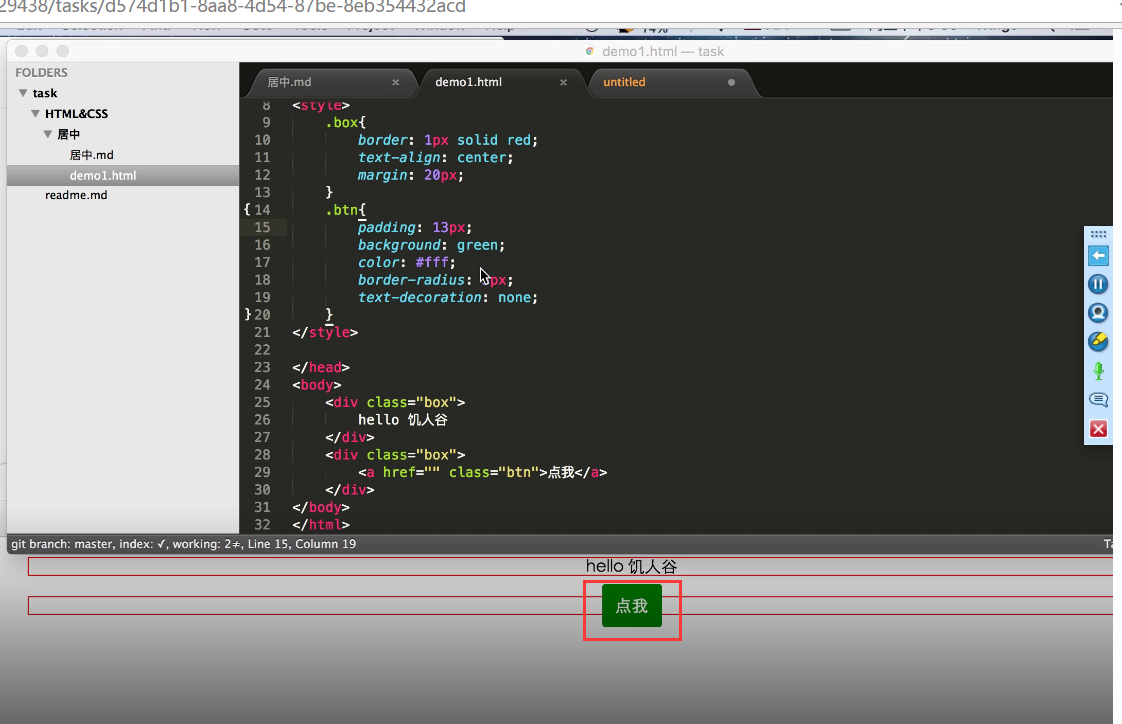 29438/tasks/d574d1b1-8aa8-4d54-87be-8eb354432acd
demo1.html — task
FOLDERS
task
HTML&CSS
居中
居中.md
demo1.html
readme.md
居中.md ×
demo1.html ×
untitled
8 <style>
9 .box{
10 border: 1px solid red;
11 text-align: center;
12 margin: 20px;
13 }
{ 14 .btn{
15 padding: 13px;
16 background: green;
17 color: #fff;
18 border-radius: px;
19 text-decoration: none;
} 20 }
21 </style>
22
23 </head>
24 <body>
25 <div class="box">
26 hello 饥人谷
27 </div>
28 <div class="box">
29 <a href="" class="btn">点我</a>
30 </div>
31 </body>
32 </html>
git branch: master, index: ✓, working: 2≠, Line 15, Column 19
hello 饥人谷
点我